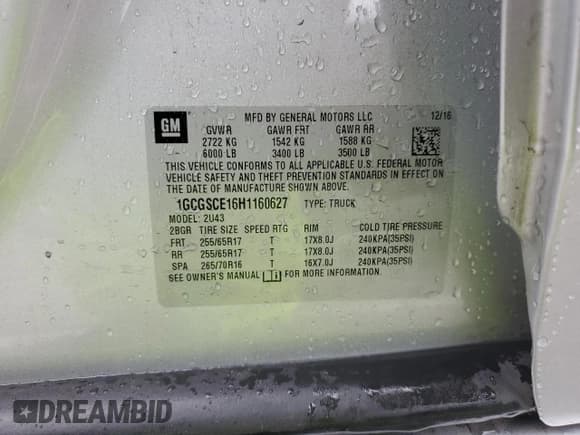 GM
MFD BY GENERAL MOTORS LLC 12/16
GVWR GAWR FRT GAWR RR
2722 KG 1542 KG 1588 KG
6000 LB 3400 LB 3500 LB
THIS VEHICLE CONFORMS TO ALL APPLICABLE U.S. FEDERAL MOTOR
VEHICLE SAFETY AND THEFT PREVENTION STANDARDS IN EFFECT ON
THE DATE OF MANUFACTURE SHOWN ABOVE.
1GCGSCE16H1160627 TYPE: TRUCK
MODEL: 2U43
2BGR TIRE SIZE SPEED RTG RIM COLD TIRE PRESSURE
FRT 255/65R17 T 17X8.0J 240KPA(35PSI)
RR 255/65R17 T 17X8.0J 240KPA(35PSI)
SPA 265/70R16 T 16X7.0J 240KPA(35PSI)
SEE OWNER'S MANUAL FOR MORE INFORMATION.
DREAMBID